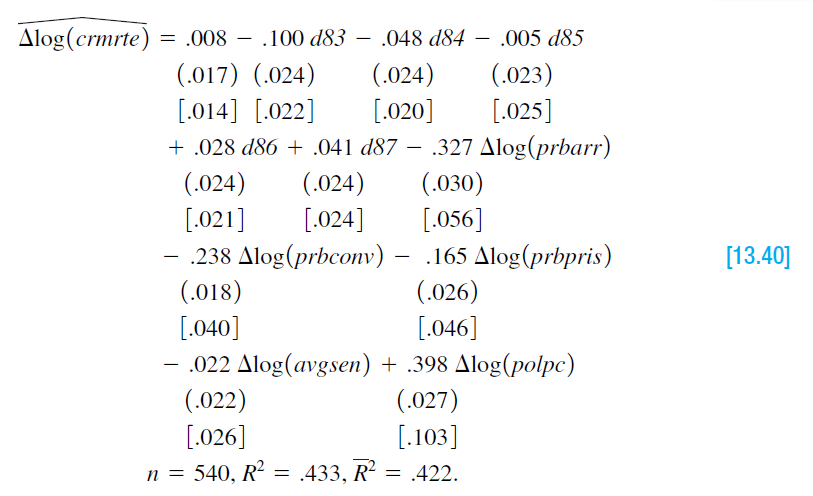 Δlog(crmrte) = .008 − .100 d83 − .048 d84 − .005 d85
(.017) (.024) (.024) (.023)
[.014] [.022] [.020] [.025]
+ .028 d86 + .041 d87 − .327 Δlog(prbarr)
(.024) (.024) (.030)
[.021] [.024] [.056]
− .238 Δlog(prbconv) − .165 Δlog(prbpris) [13.40]
(.018) (.026)
[.040] [.046]
− .022 Δlog(avgsen) + .398 Δlog(polpc)
(.022) (.027)
[.026] [.103]
n = 540, R² = .433, R̅² = .422.